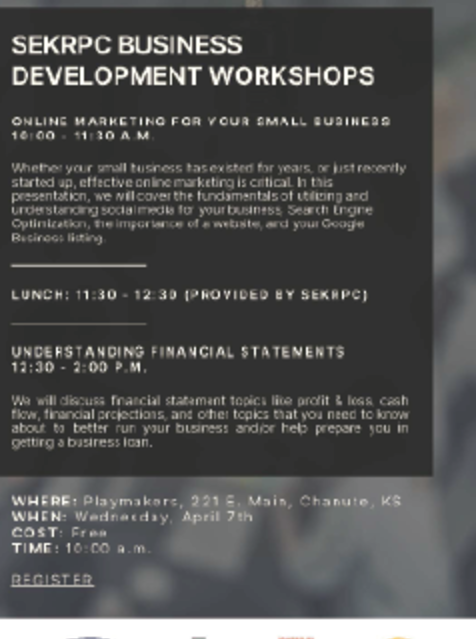 SEKRPC BUSINESS
DEVELOPMENT WORKSHOPS
ONLINE MARKETING FOR YOUR SMALL BUSINESS
10:00 - 11:30 A.M.
Whether your small business has existed for years, or just recently
started up, effective online marketing is critical. In this
presentation, we will cover the fundamentals of utilizing and
understanding social media for your business, Search Engine
Optimization, the importance of a website, and your Google
Business listing.
LUNCH: 11:30 - 12:30 (PROVIDED BY SEKRPC)
UNDERSTANDING FINANCIAL STATEMENTS
12:30 - 2:00 P.M.
We will discuss financial statement topics like profit & loss, cash
flow, financial projections, and other topics that you need to know
about to better run your business and/or help prepare you in
getting a business loan.
WHERE: Playmakers, 221 E. Main, Chanute, KS
WHEN: Wednesday, April 7th
COST: Free
TIME: 10:00 a.m.
REGISTER